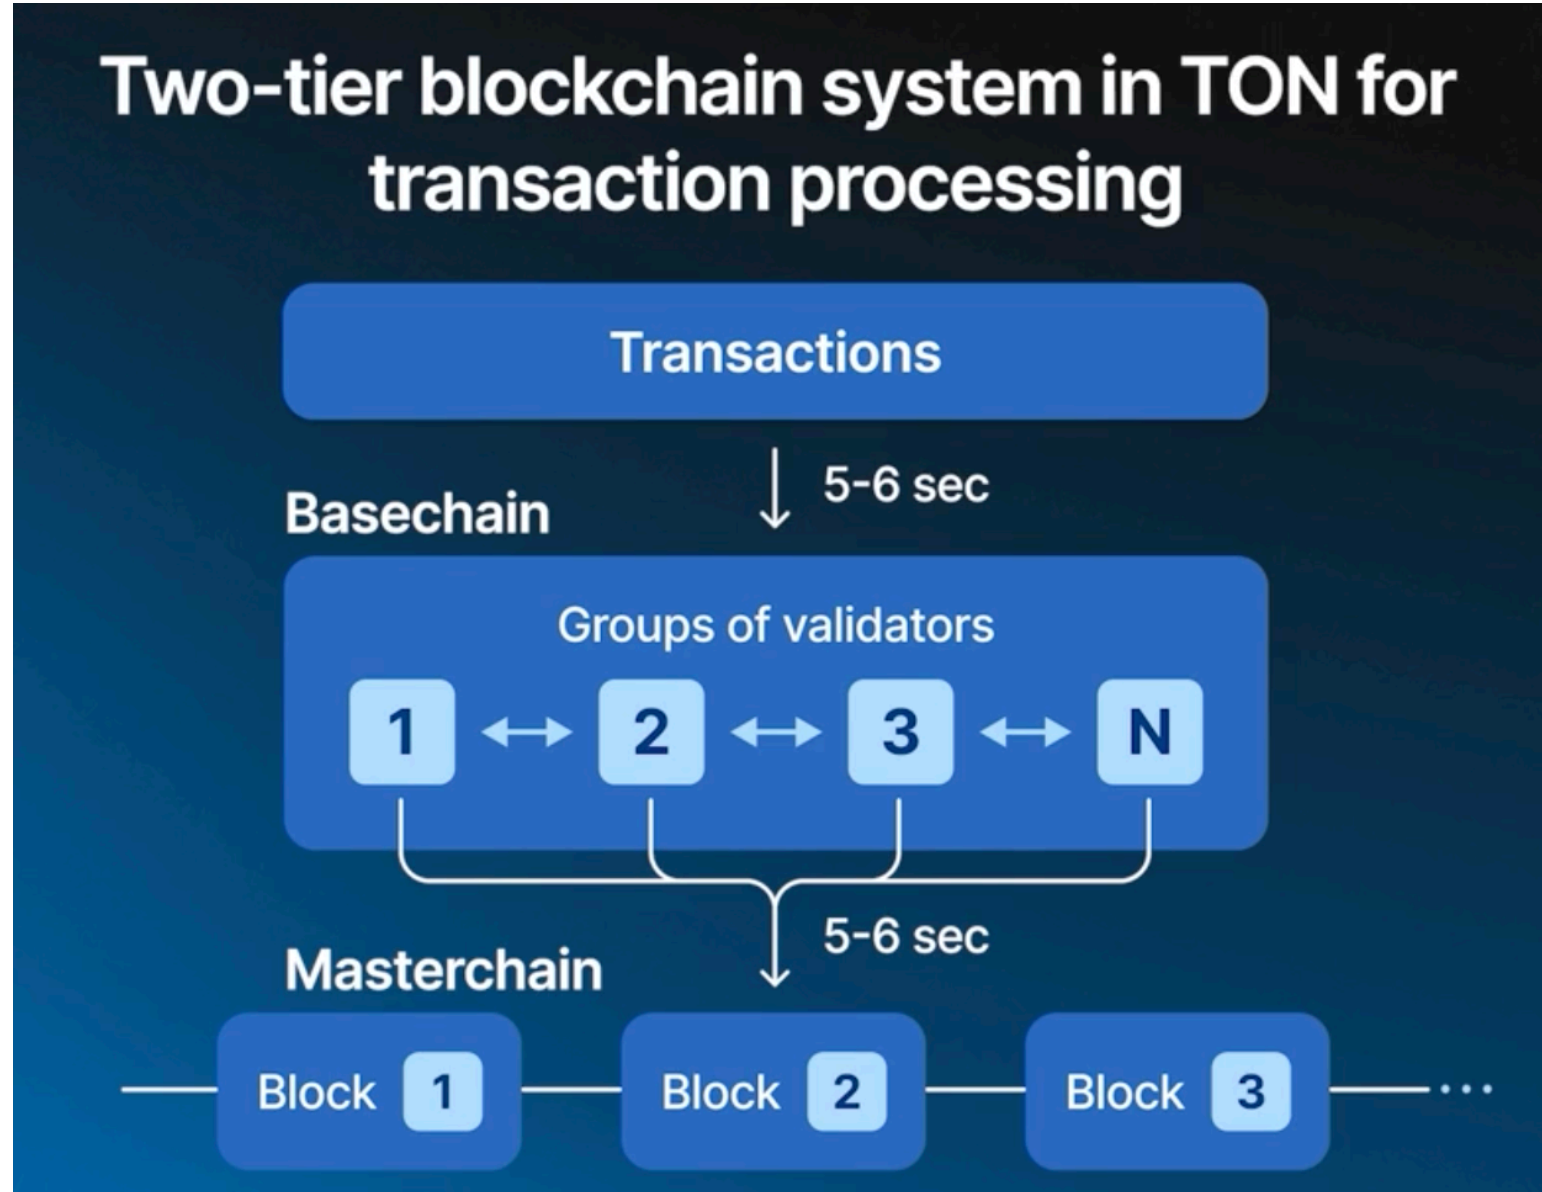 Two-tier blockchain system in TON for
transaction processing
Transactions
5-6 sec
Basechain
Groups of validators
1 2 3 N
5-6 sec
Masterchain
Block 1 Block 2 Block 3 ...